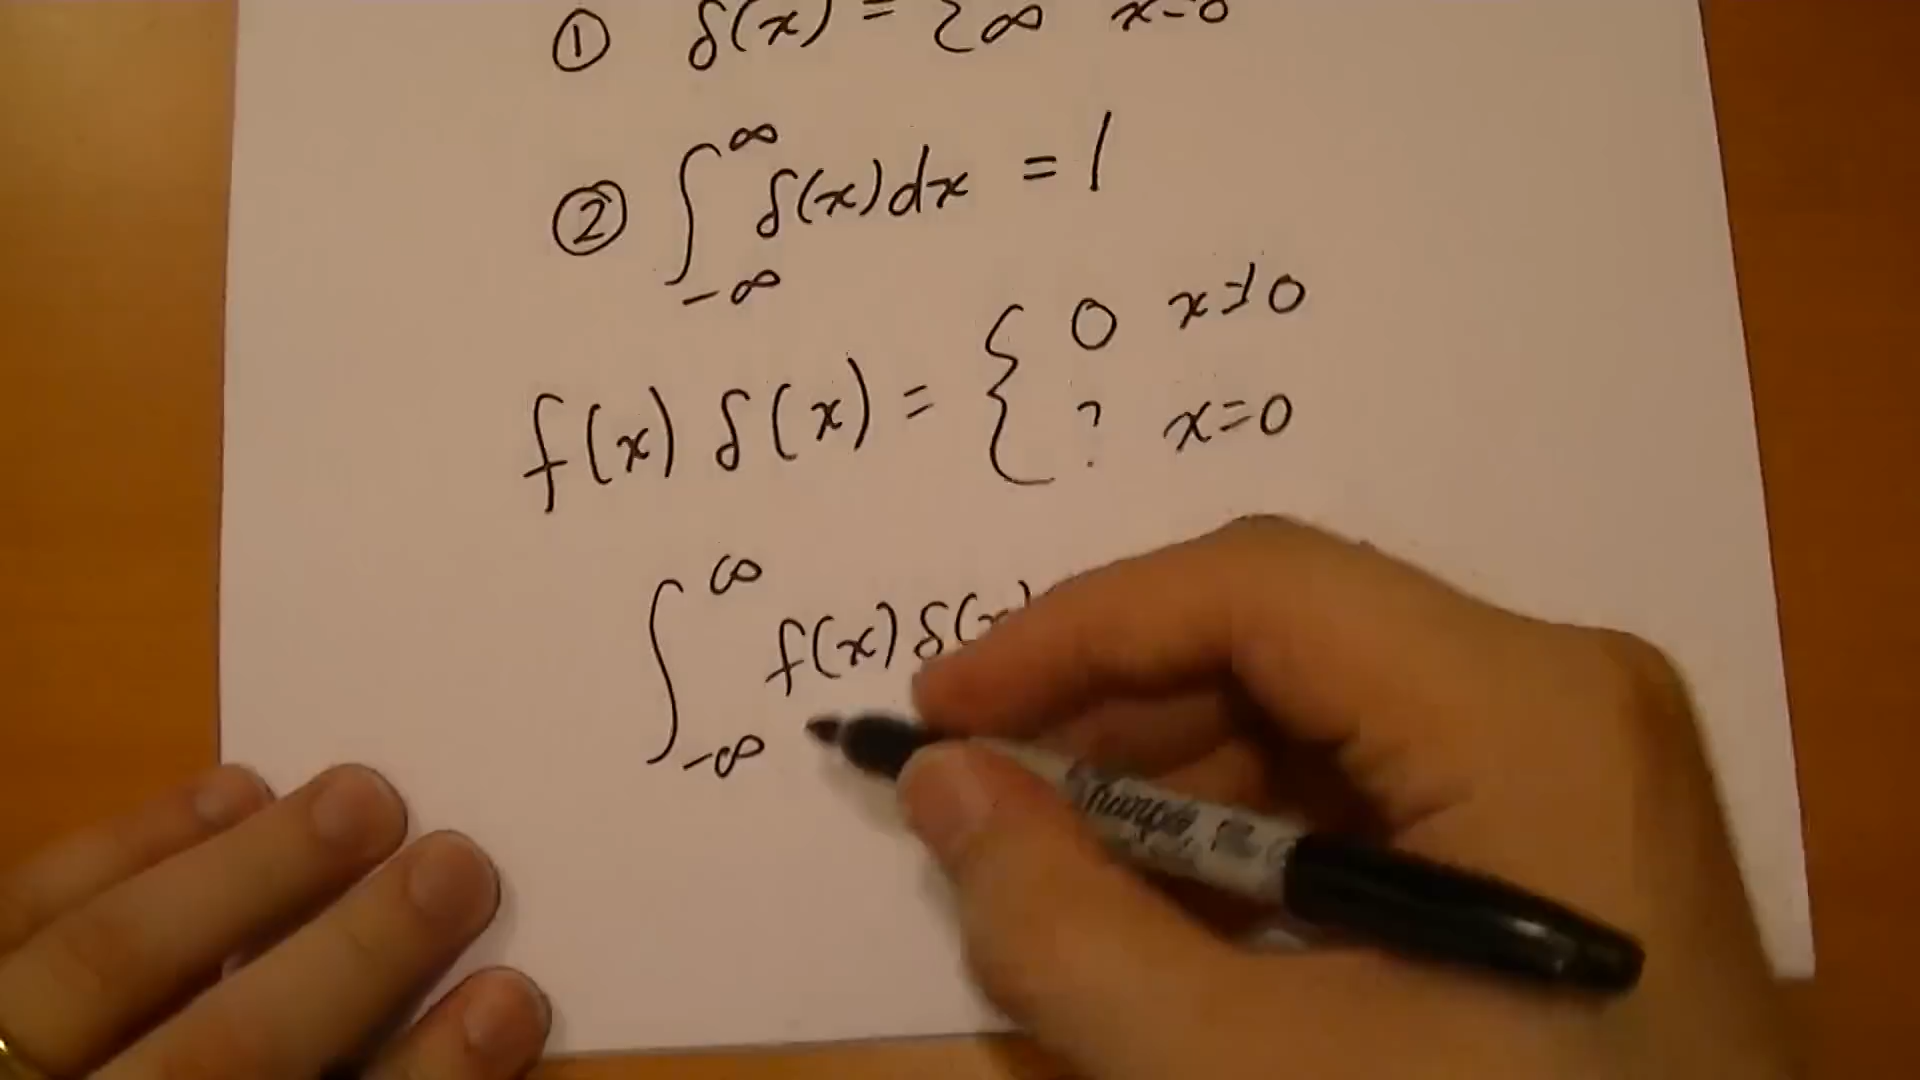 ① δ(x) = { ∞ x=0
② ∫_{-∞}^{∞} δ(x)dx = 1
f(x) δ(x) = { 0 x≠0
? x=0
∫_{-∞}^{∞} f(x) δ(x)